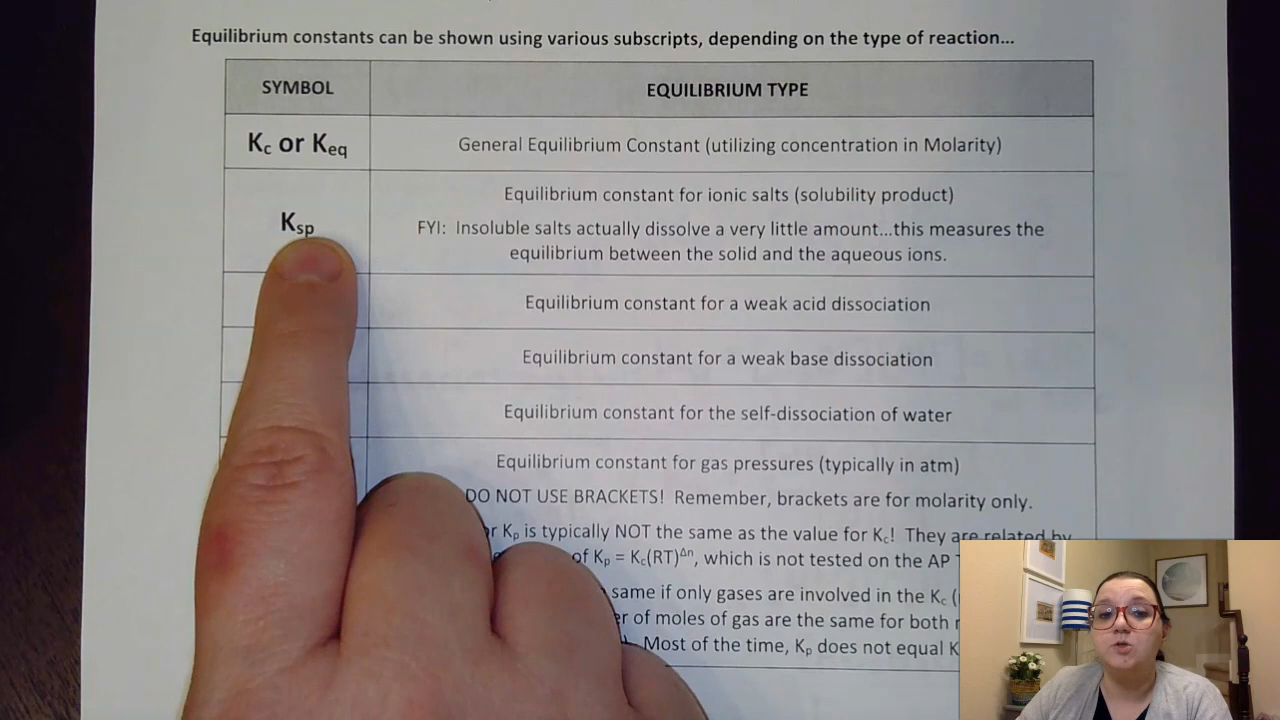 Equilibrium constants can be shown using various subscripts, depending on the type of reaction...
SYMBOL
EQUILIBRIUM TYPE
Kc or Keq
General Equilibrium Constant (utilizing concentration in Molarity)
Ksp
Equilibrium constant for ionic salts (solubility product)
FYI: Insoluble salts actually dissolve a very little amount...this measures the
equilibrium between the solid and the aqueous ions.
Equilibrium constant for a weak acid dissociation
Equilibrium constant for a weak base dissociation
Equilibrium constant for the self-dissociation of water
Equilibrium constant for gas pressures (typically in atm)
DO NOT USE BRACKETS! Remember, brackets are for molarity only.
Kp is typically NOT the same as the value for Kc! They are related by
of Kp = Kc(RT)^Δn, which is not tested on the AP
same if only gases are involved in the Kc (
of moles of gas are the same for both
Most of the time, Kp does not equal K